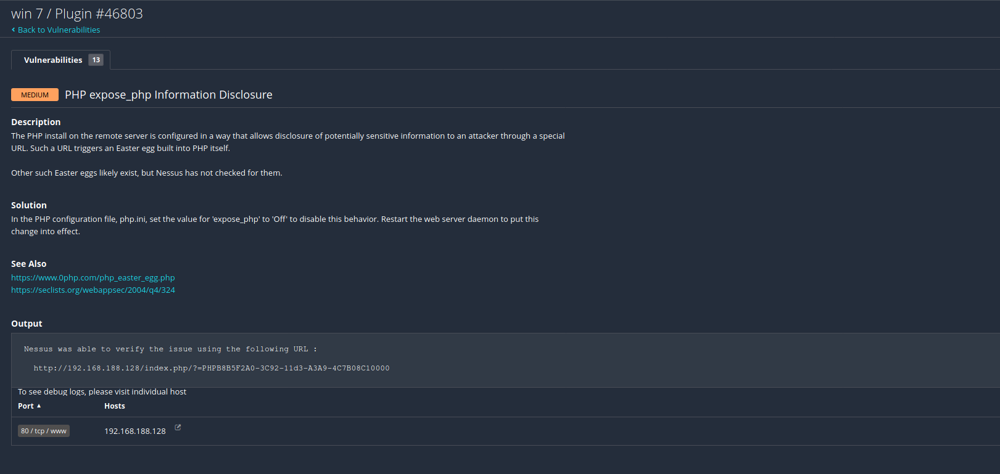 win 7 / Plugin #46803
‹ Back to Vulnerabilities
Vulnerabilities 13
MEDIUM PHP expose_php Information Disclosure
Description
The PHP install on the remote server is configured in a way that allows disclosure of potentially sensitive information to an attacker through a special
URL. Such a URL triggers an Easter egg built into PHP itself.
Other such Easter eggs likely exist, but Nessus has not checked for them.
Solution
In the PHP configuration file, php.ini, set the value for 'expose_php' to 'Off' to disable this behavior. Restart the web server daemon to put this
change into effect.
See Also
https://www.0php.com/php_easter_egg.php
https://seclists.org/webappsec/2004/q4/324
Output
Nessus was able to verify the issue using the following URL :
http://192.168.188.128/index.php/?=PHPB8B5F2A0-3C92-11d3-A3A9-4C7B08C10000
To see debug logs, please visit individual host
Port ▲ Hosts
80 / tcp / www 192.168.188.128